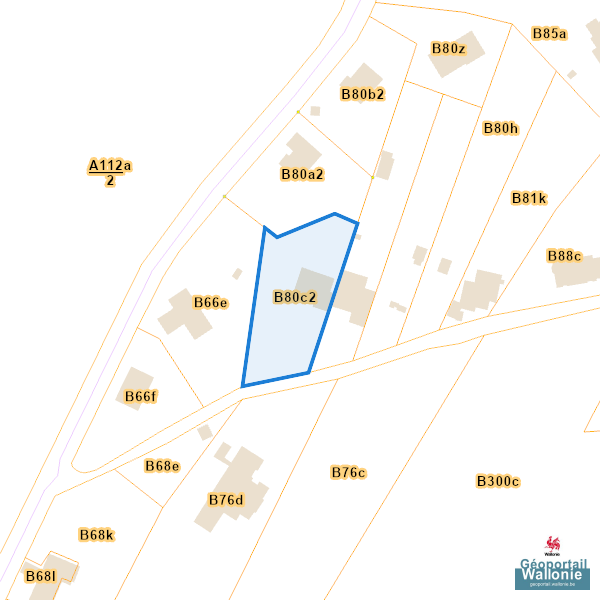 B85a
B80z
B80b2
B80h
A112a
2
B80a2
B81k
B88c
B80c2
B66e
B66f
B68e
B76c
B300c
B76d
B68k
B68l
Wallonie
Géoportail
Wallonie
geoportail.wallonie.be